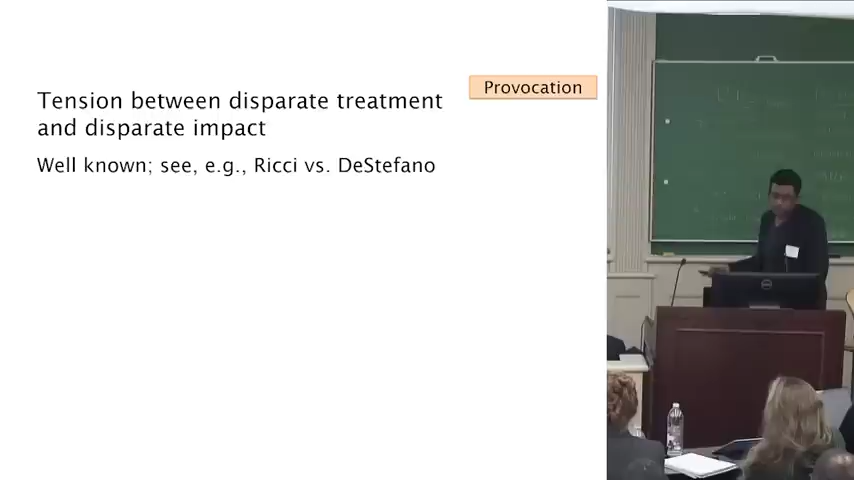 Provocation
Tension between disparate treatment
and disparate impact
Well known; see, e.g., Ricci vs. DeStefano